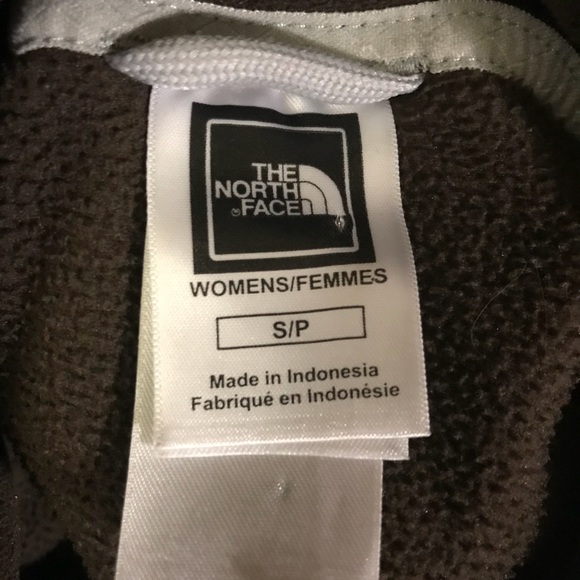 THE
NORTH
FACE
WOMENS/FEMMES
S/P
Made in Indonesia
Fabriqué en Indonésie